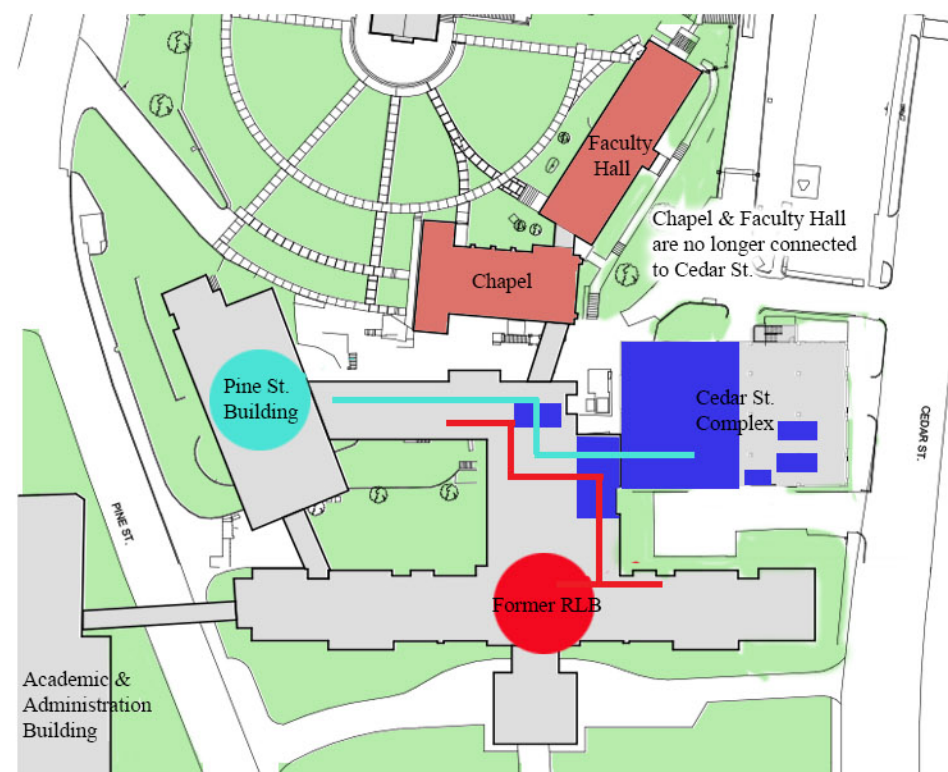 Faculty
Hall
Chapel & Faculty Hall
are no longer connected
to Cedar St.
Chapel
Pine St.
Building
Cedar St.
Complex
CEDAR ST.
PINE ST.
Former RLB
Academic &
Administration
Building